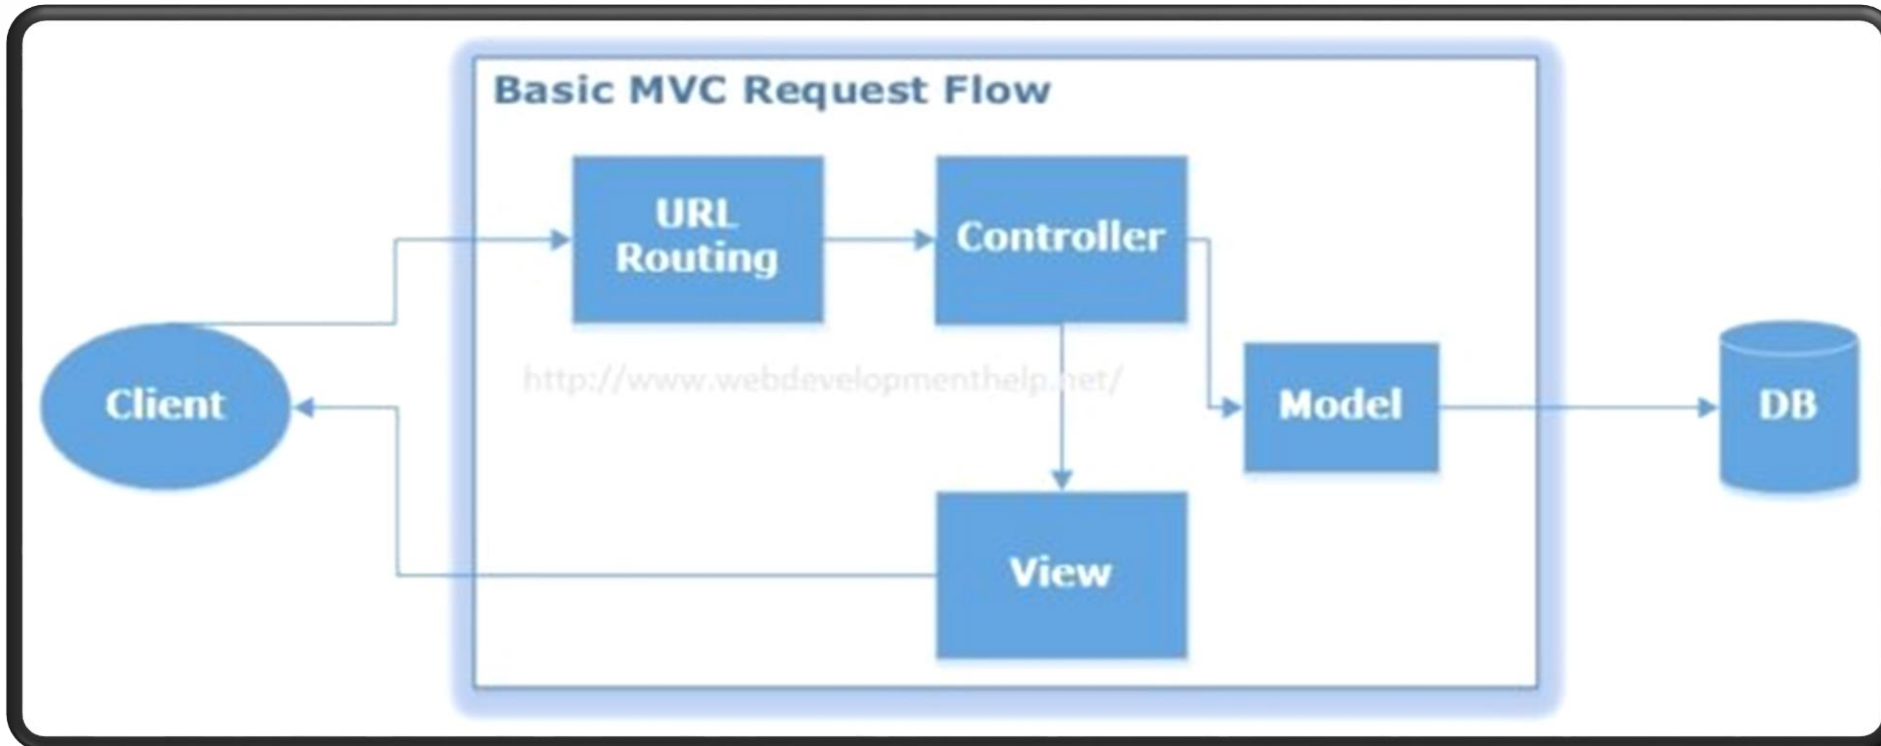 Basic MVC Request Flow
URL
Routing
Controller
http://www.webdevelopmenthelp.net/
Client
Model
DB
View